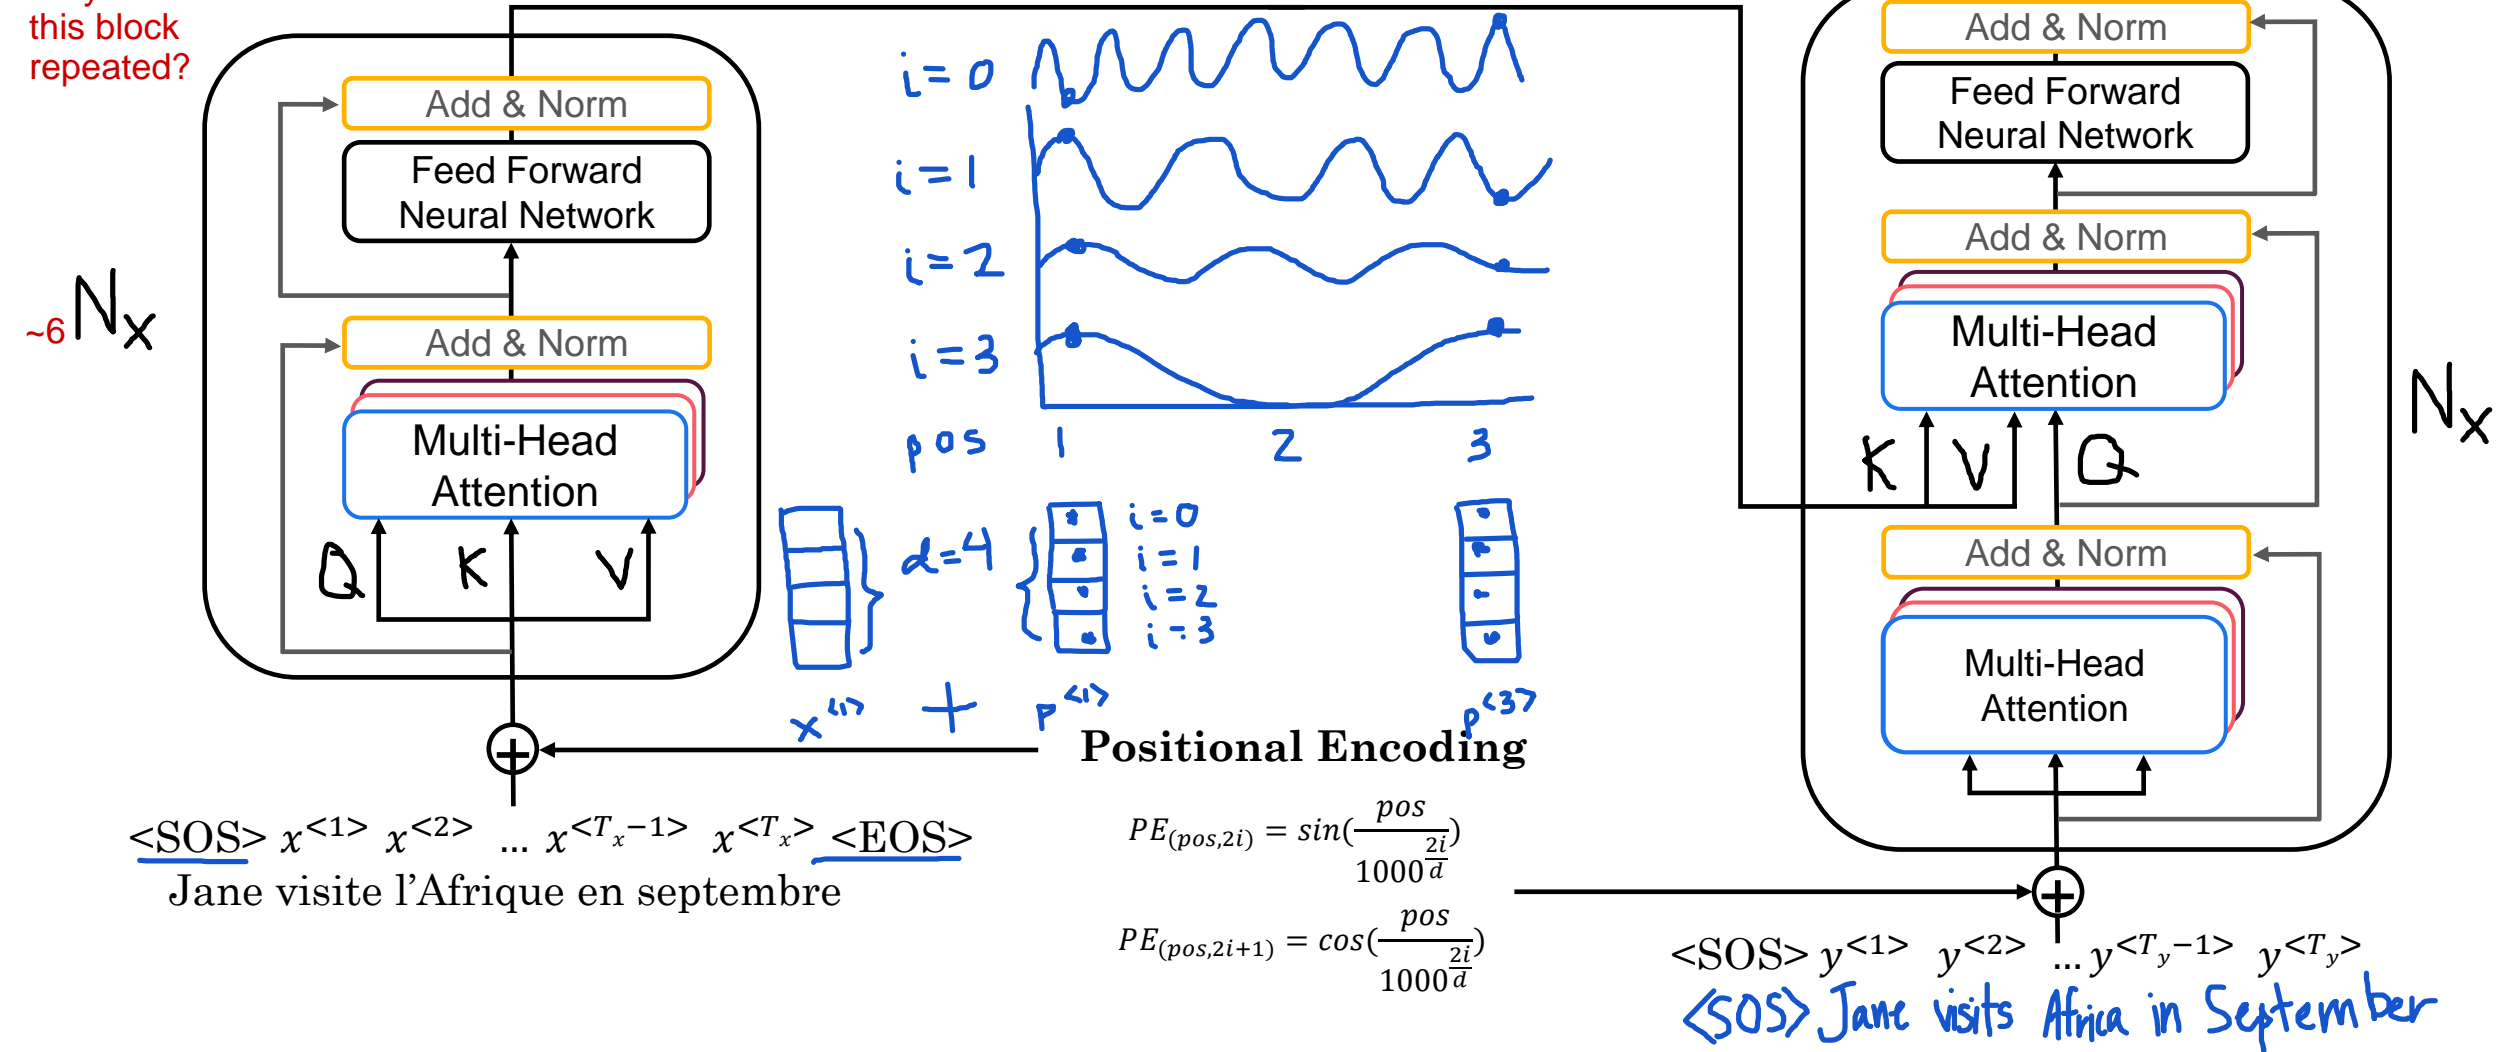 this block
repeated?
Add & Norm
Feed Forward
Neural Network
Add & Norm
Multi-Head
Attention
Q K V
~6 Nx
i=0
i=1
i=2
i=3
pos 1 2 3
d=4
i=0
i=1
i=2
i=3
x<1> + p<1> p<3>
Positional Encoding
<SOS> x<1> x<2> ... x<Tx−1> x<Tx> <EOS>
Jane visite l'Afrique en septembre
PE(pos,2i) = sin(pos/1000^(2i/d))
PE(pos,2i+1) = cos(pos/1000^(2i/d))
Add & Norm
Feed Forward
Neural Network
Add & Norm
Multi-Head
Attention
K V Q
Nx
Add & Norm
Multi-Head
Attention
<SOS> y<1> y<2> ... y<Ty−1> y<Ty>
<SOS> Jane visits Africa in September